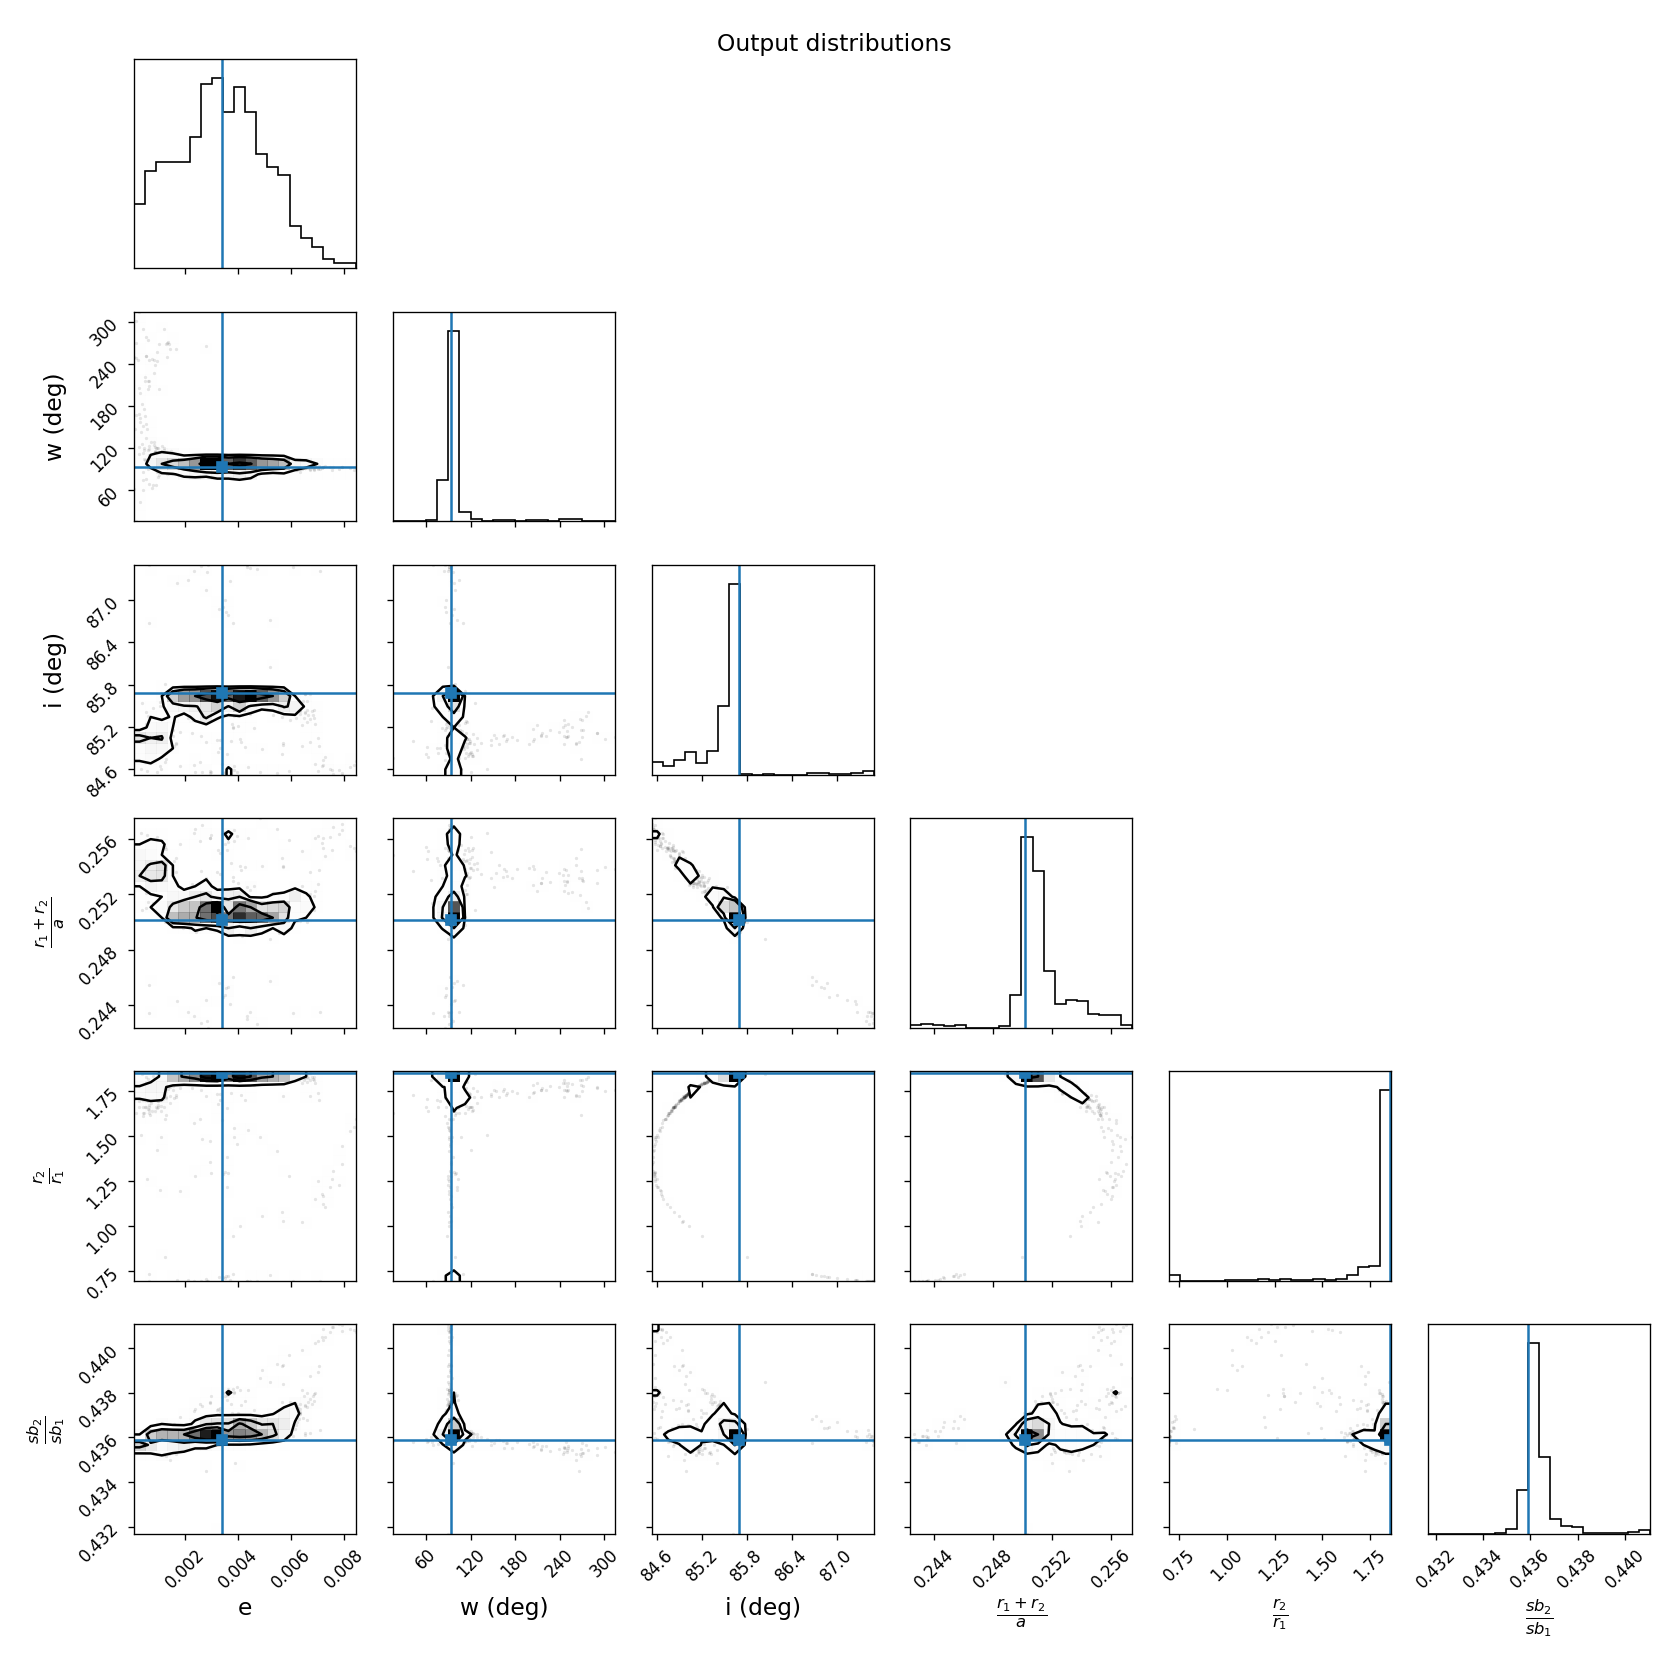 Output distributions
w (deg)
300
240
180
120
60
i (deg)
87.0
86.4
85.8
85.2
84.6
r₁ + r₂
a
0.256
0.252
0.248
0.244
r₂
r₁
1.75
1.50
1.25
1.00
0.75
sb₂
sb₁
0.440
0.438
0.436
0.434
0.432
0.002 0.004 0.006 0.008 60 120 180 240 300 84.6 85.2 85.8 86.4 87.0 0.244 0.248 0.252 0.256 0.75 1.00 1.25 1.50 1.75 0.432 0.434 0.436 0.438 0.440
e w (deg) i (deg) r₁ + r₂ r₂ sb₂
a r₁ sb₁